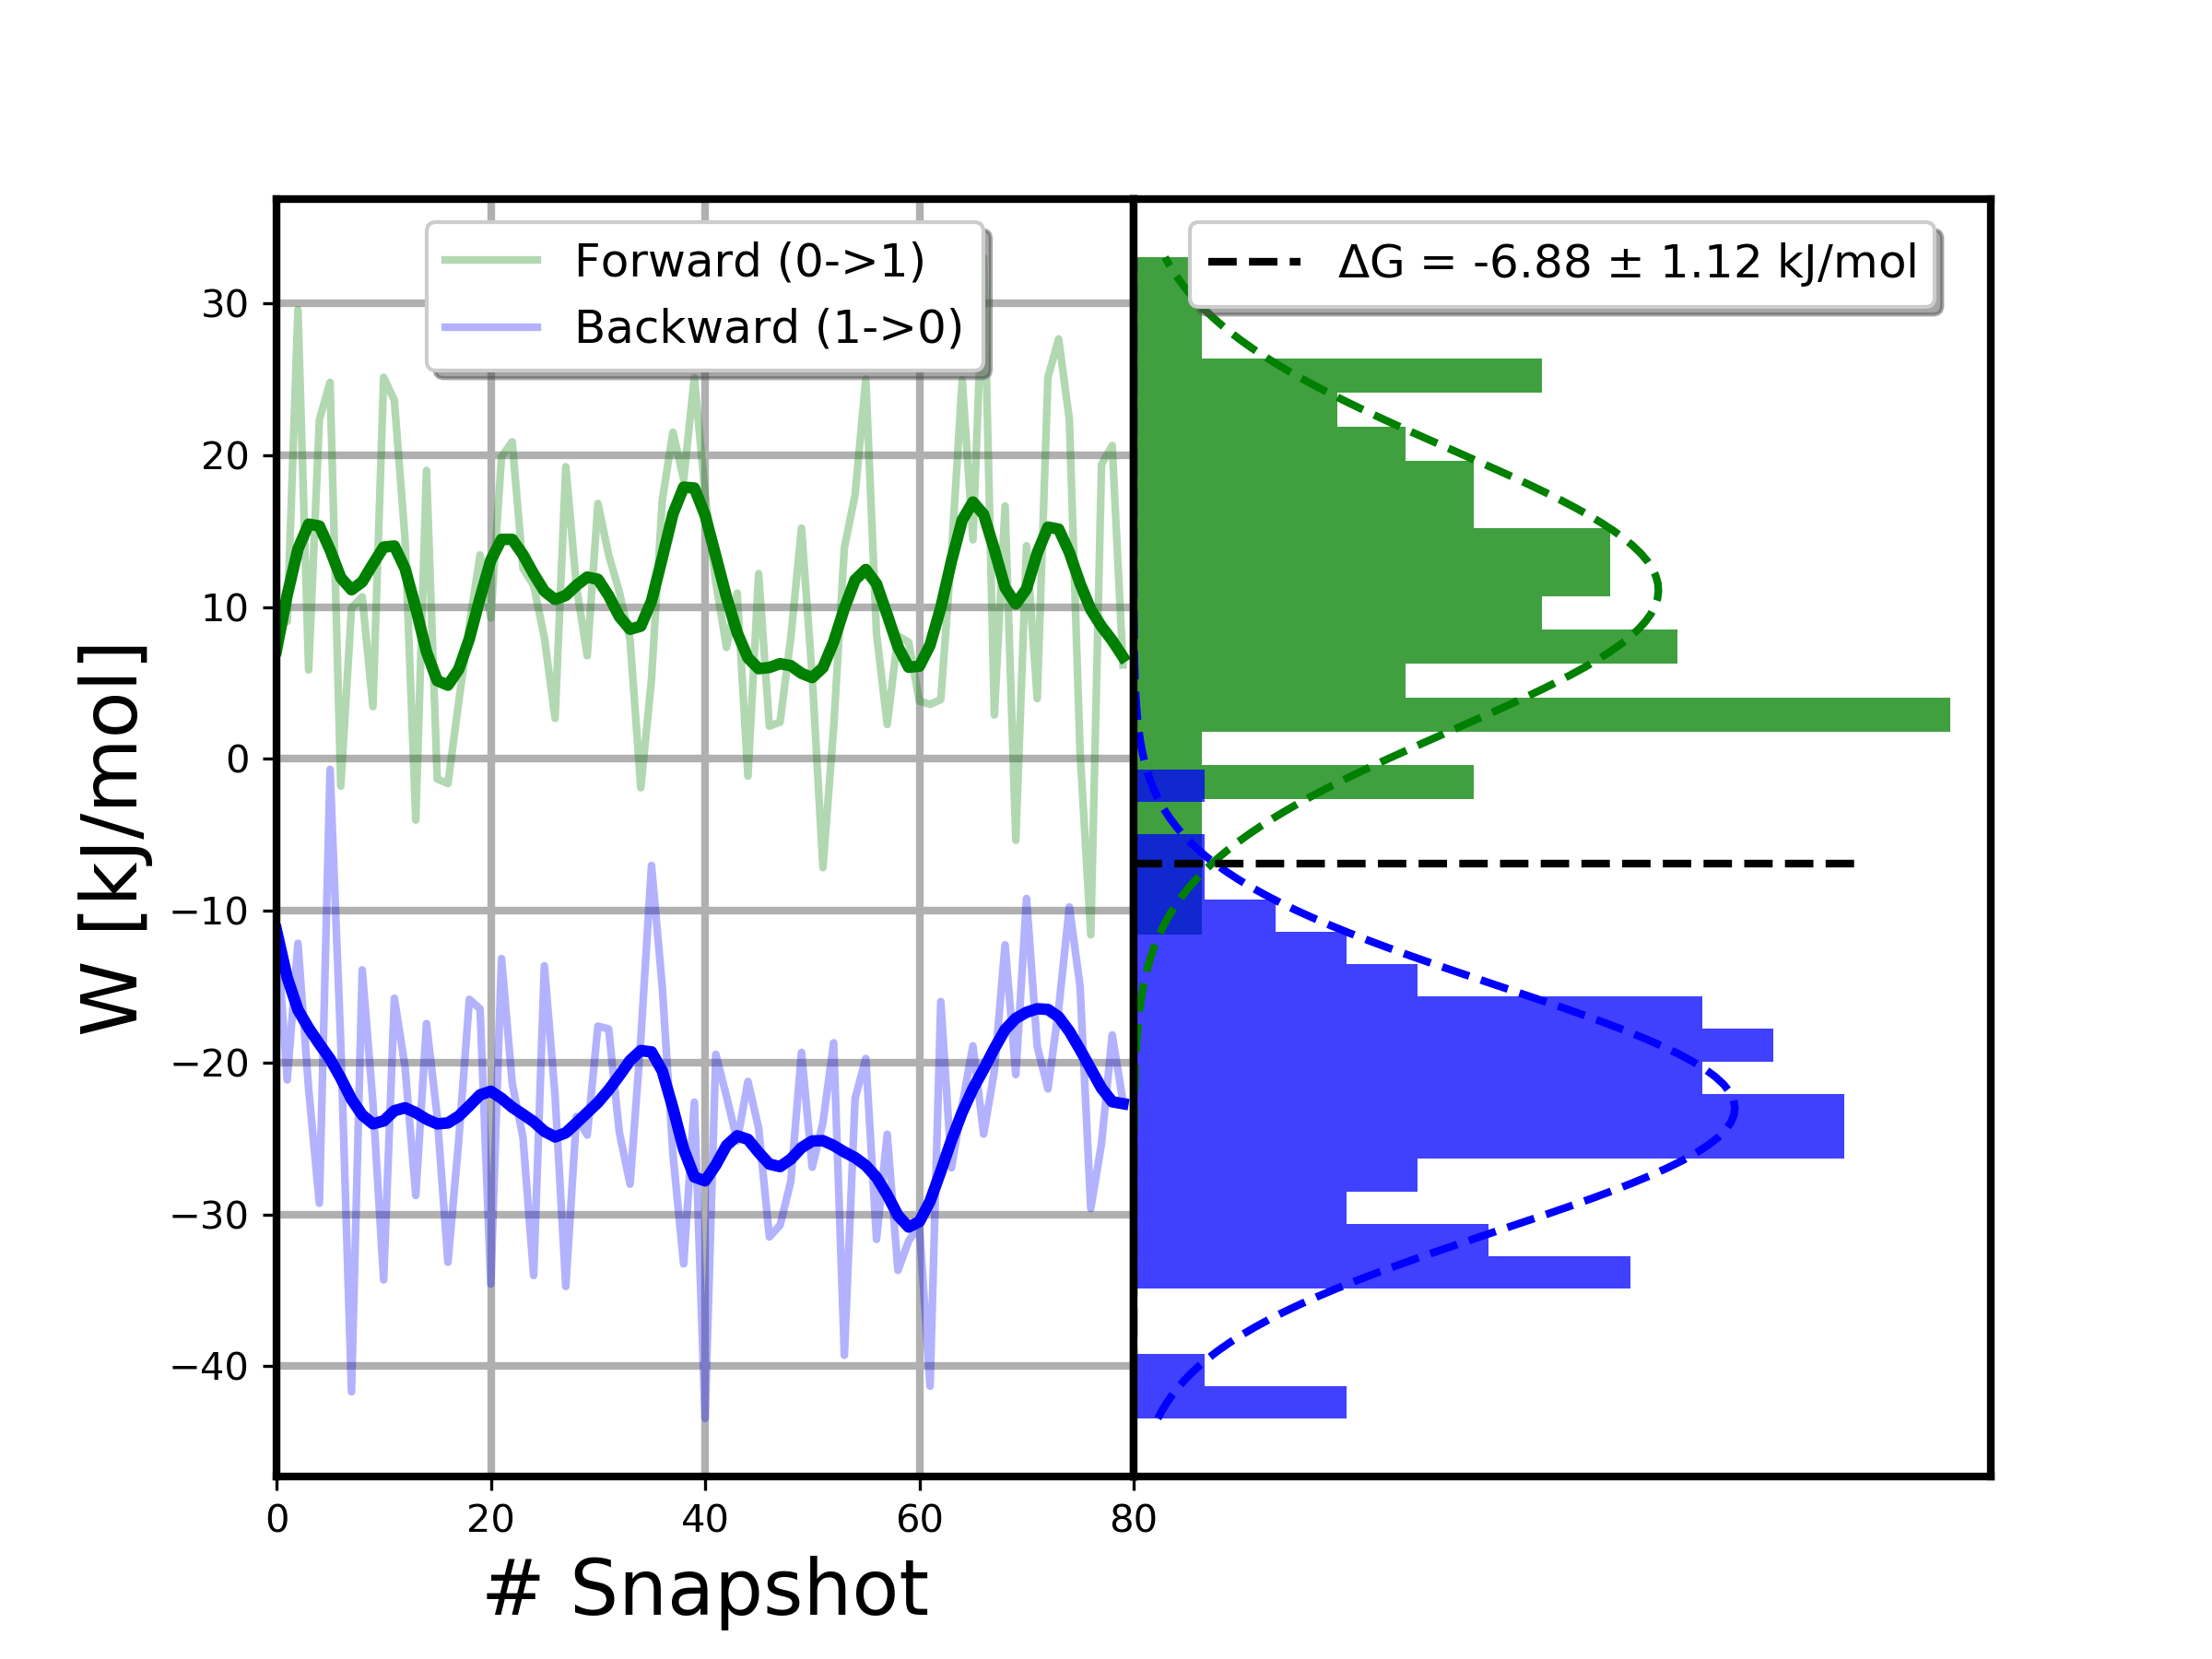 Forward (0->1)
Backward (1->0)
ΔG = -6.88 ± 1.12 kJ/mol
W [kJ/mol]
30
20
10
0
−10
−20
−30
−40
0 20 40 60 80
# Snapshot